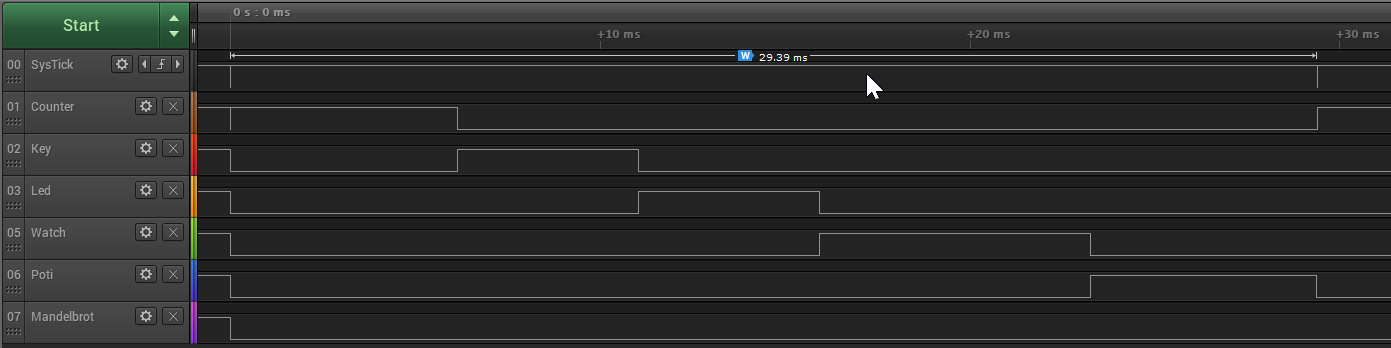 Start
0 s : 0 ms
+10 ms
+20 ms
+30 ms
W 29.39 ms
00 SysTick
01 Counter
02 Key
03 Led
05 Watch
06 Poti
07 Mandelbrot